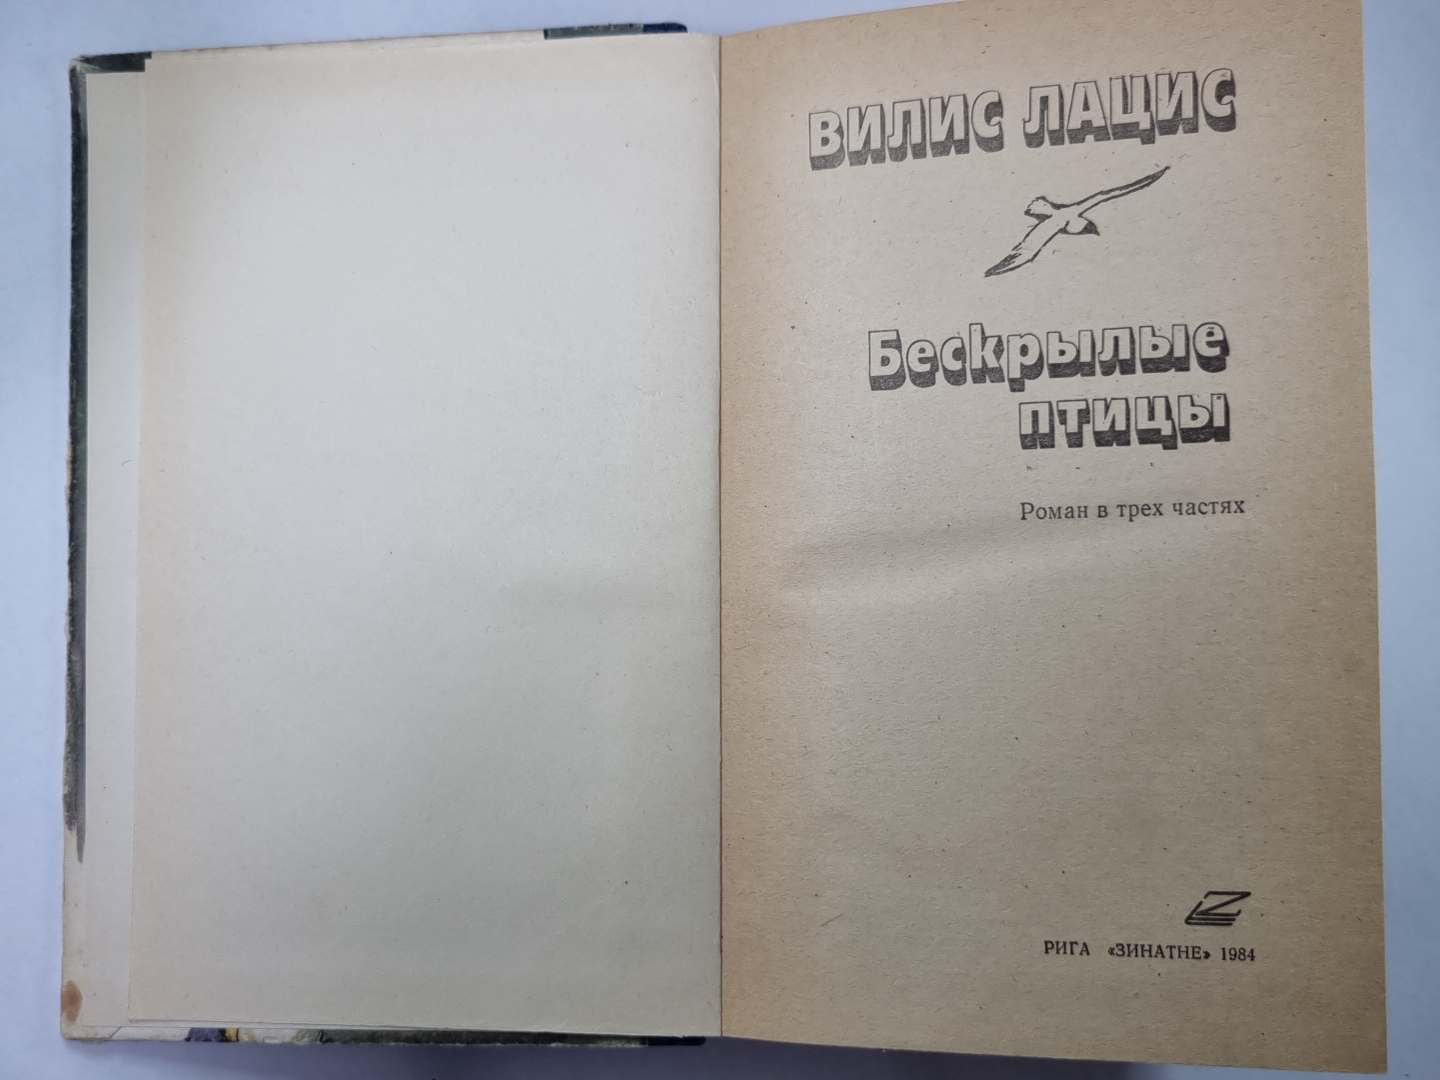 ВИЛИС ЛАЦИС
Бескрылые
птицы
Роман в трех частях
Z
РИГА «ЗИНАТНЕ» 1984